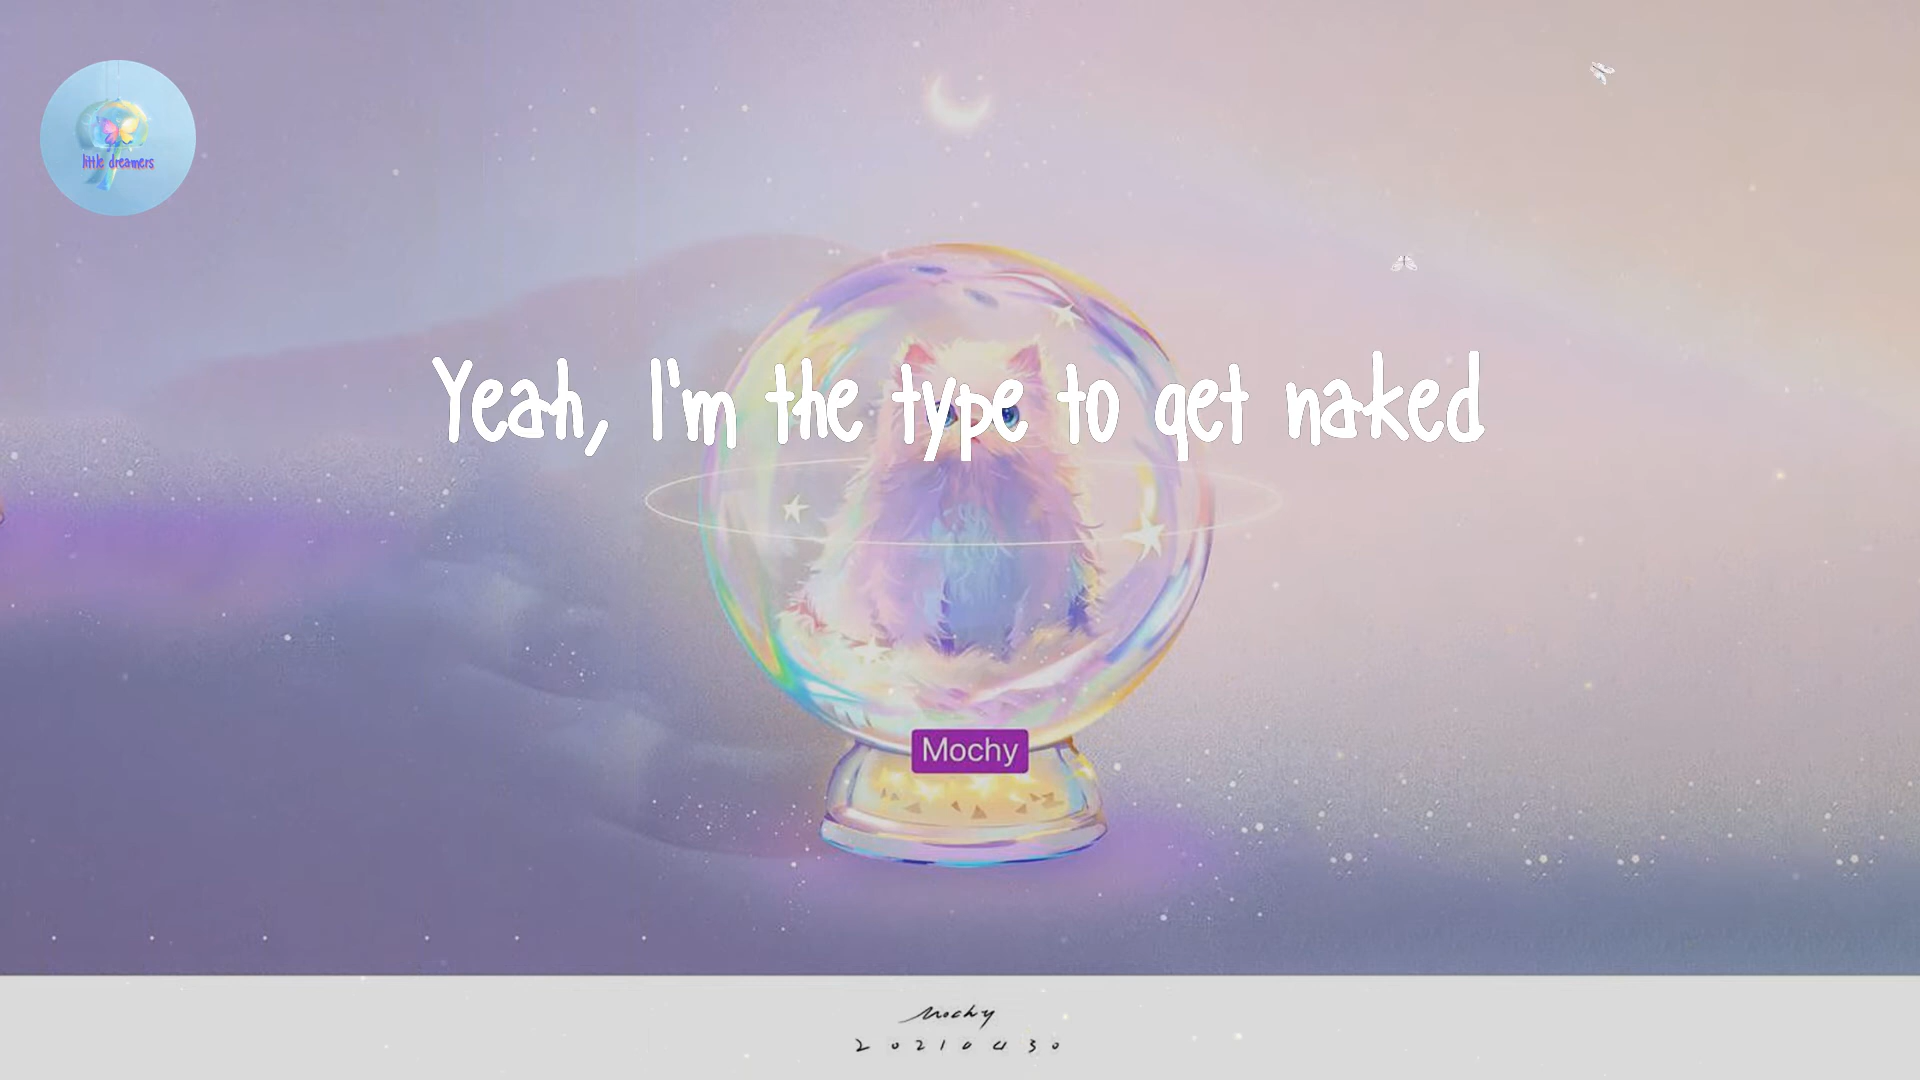 little dreamers
Yeah, I'm the type to get naked
Mochy
Mochy
20210430